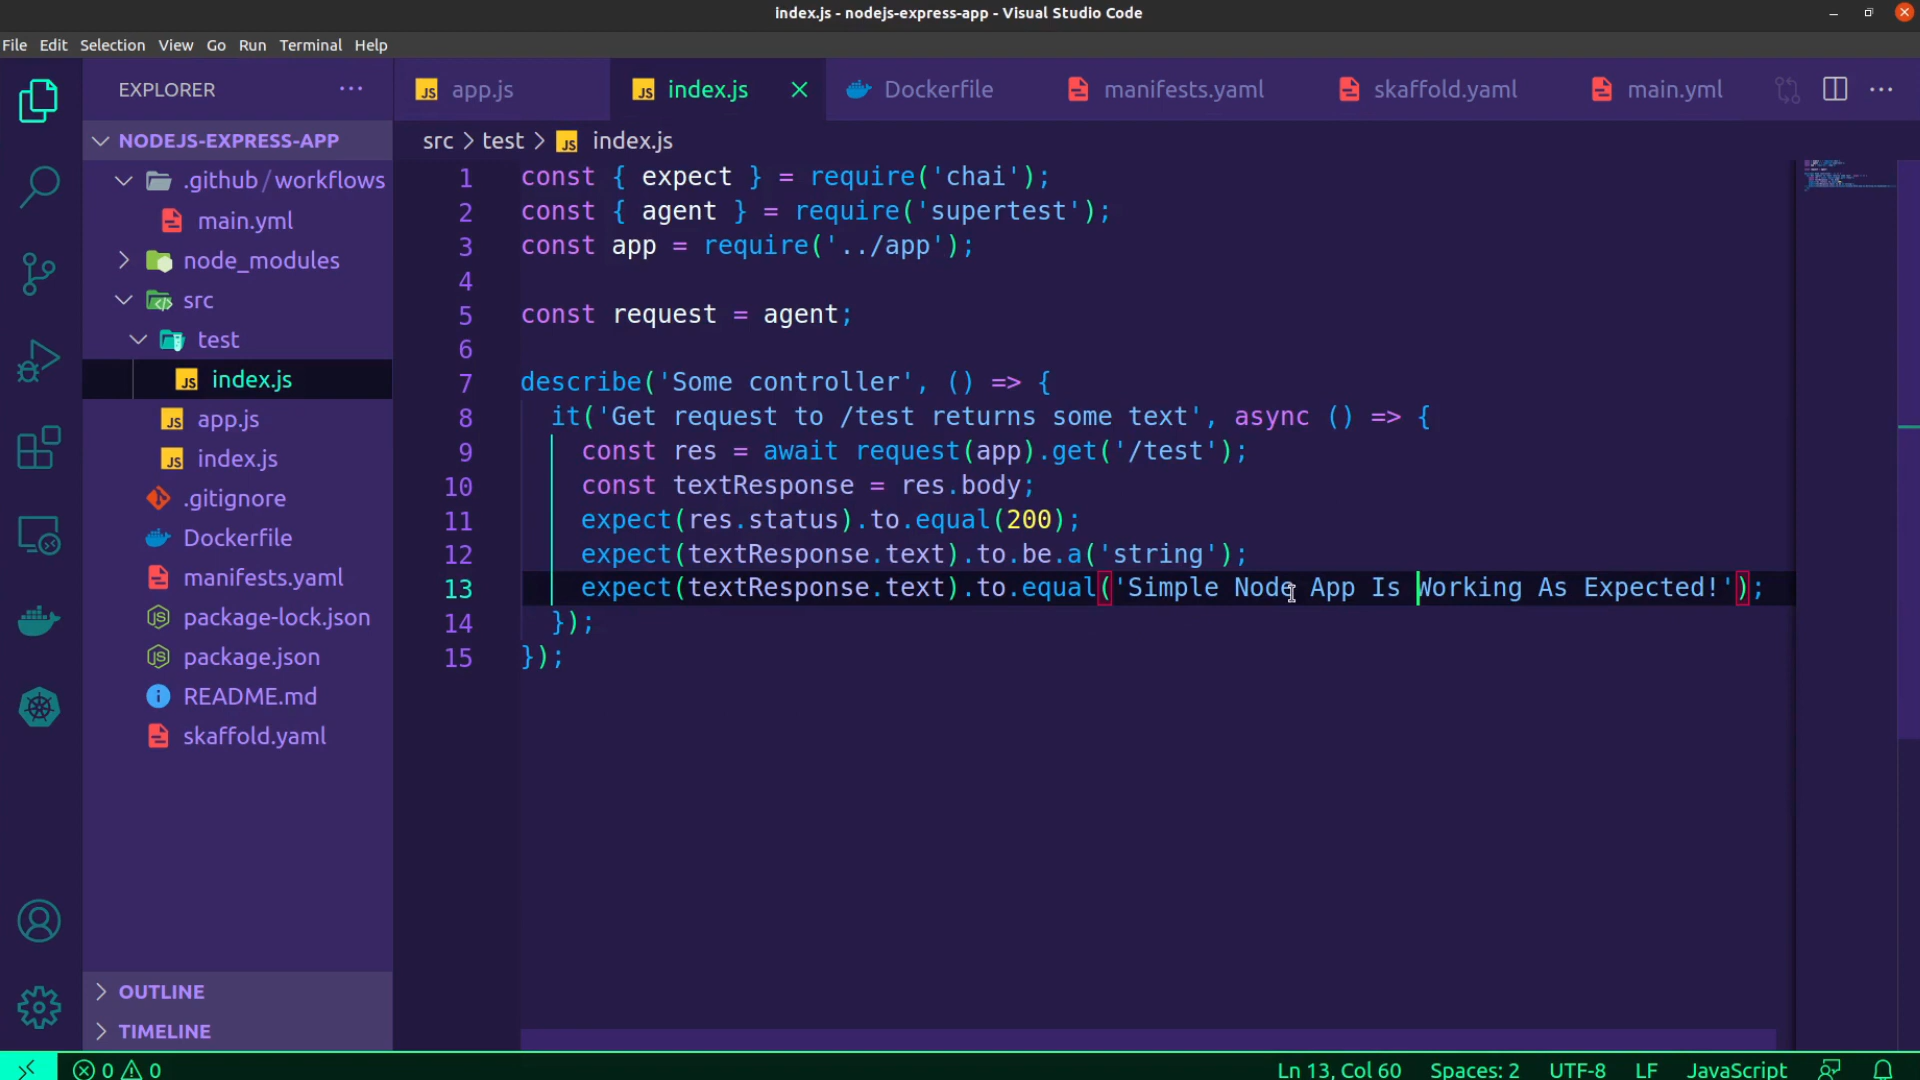 index.js - nodejs-express-app - Visual Studio Code
File Edit Selection View Go Run Terminal Help
EXPLORER
NODEJS-EXPRESS-APP
.github/workflows
main.yml
node_modules
src
test
index.js
app.js
index.js
.gitignore
Dockerfile
manifests.yaml
package-lock.json
package.json
README.md
skaffold.yaml
OUTLINE
TIMELINE
app.js index.js Dockerfile manifests.yaml skaffold.yaml main.yml
src > test > index.js
1 const { expect } = require('chai');
2 const { agent } = require('supertest');
3 const app = require('../app');
4
5 const request = agent;
6
7 describe('Some controller', () => {
8 it('Get request to /test returns some text', async () => {
9 const res = await request(app).get('/test');
10 const textResponse = res.body;
11 expect(res.status).to.equal(200);
12 expect(textResponse.text).to.be.a('string');
13 expect(textResponse.text).to.equal('Simple Node App Is Working As Expected!');
14 });
15 });
0 0 Ln 13, Col 60 Spaces: 2 UTF-8 LF JavaScript